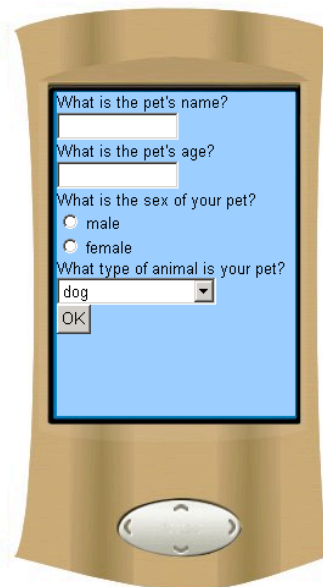 What is the pet's name?
What is the pet's age?
What is the sex of your pet?
male
female
What type of animal is your pet?
dog
OK